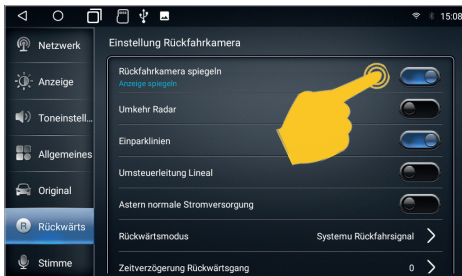 15:08
Netzwerk
Anzeige
Toneinstell...
Allgemeines
Original
R Rückwärts
Stimme
Einstellung Rückfahrkamera
Rückfahrkamera spiegeln
Anzeige spiegeln
Umkehr Radar
Einparklinien
Umsteuerleitung Lineal
Astern normale Stromversorgung
Rückwärtsmodus Systemu Rückfahrsignal
Zeitverzögerung Rückwärtsgang 0